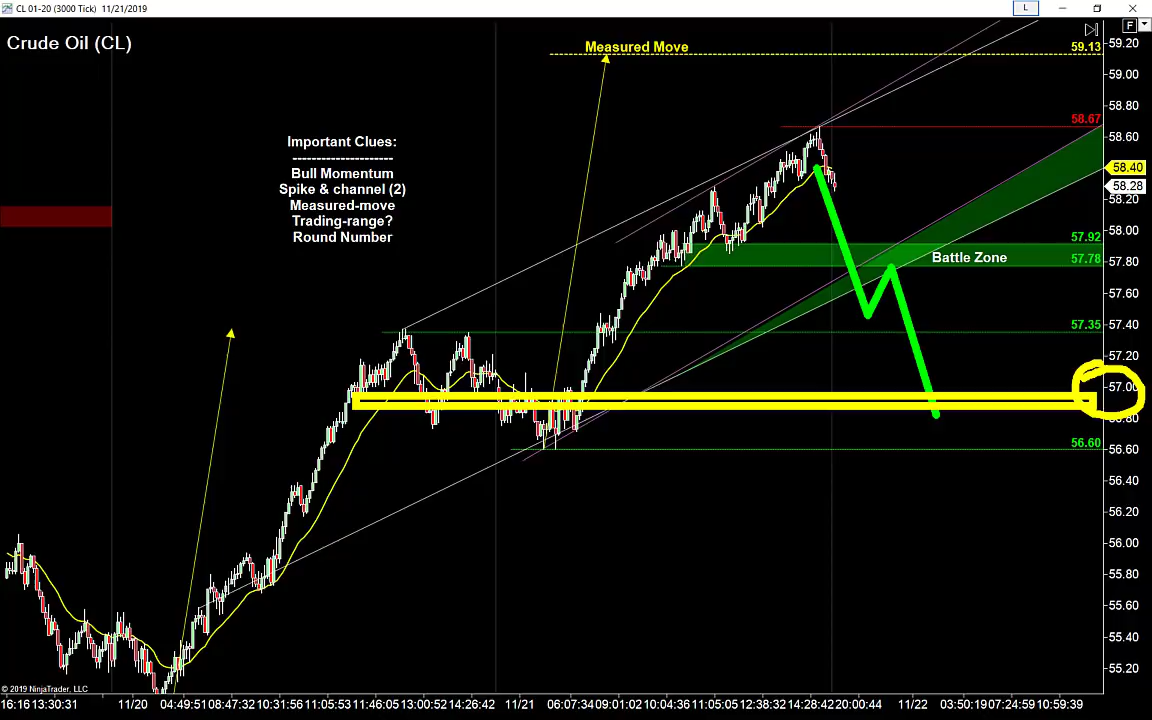 CL 01-20 (3000 Tick) 11/21/2019
L
F
Crude Oil (CL)
Measured Move
59.13
59.20
59.00
58.80
58.67
58.60
58.40
58.28
58.20
58.00
57.92
57.80
57.78
57.60
57.40
57.35
57.20
57.00
56.80
56.60
56.60
56.40
56.20
56.00
55.80
55.60
55.40
55.20
Important Clues:
----------------------
Bull Momentum
Spike & channel (2)
Measured-move
Trading-range?
Round Number
Battle Zone
© 2019 NinjaTrader, LLC
16:16 13:30:31 11/20 04:49:51 08:47:32 10:31:56 11:05:53 11:46:05 13:00:52 14:26:42 11/21 06:07:34 09:01:02 10:04:36 11:05:05 12:38:32 14:28:42 20:00:44 11/22 03:50:19 07:24:59 10:59:39